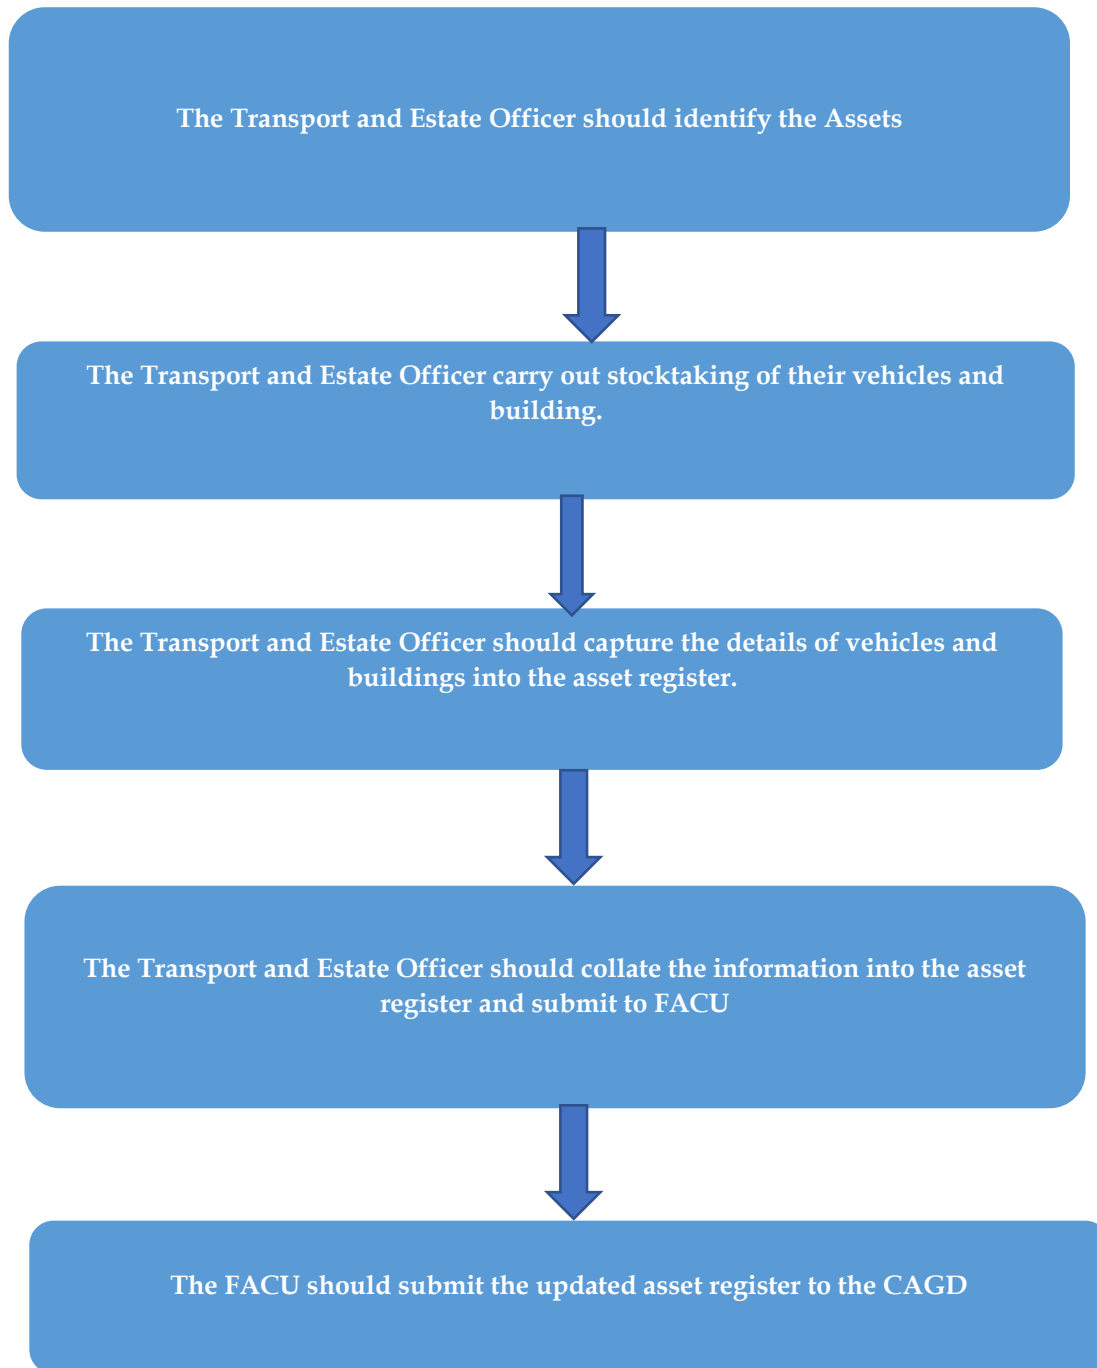 The Transport and Estate Officer should identify the Assets
The Transport and Estate Officer carry out stocktaking of their vehicles and
building.
The Transport and Estate Officer should capture the details of vehicles and
buildings into the asset register.
The Transport and Estate Officer should collate the information into the asset
register and submit to FACU
The FACU should submit the updated asset register to the CAGD